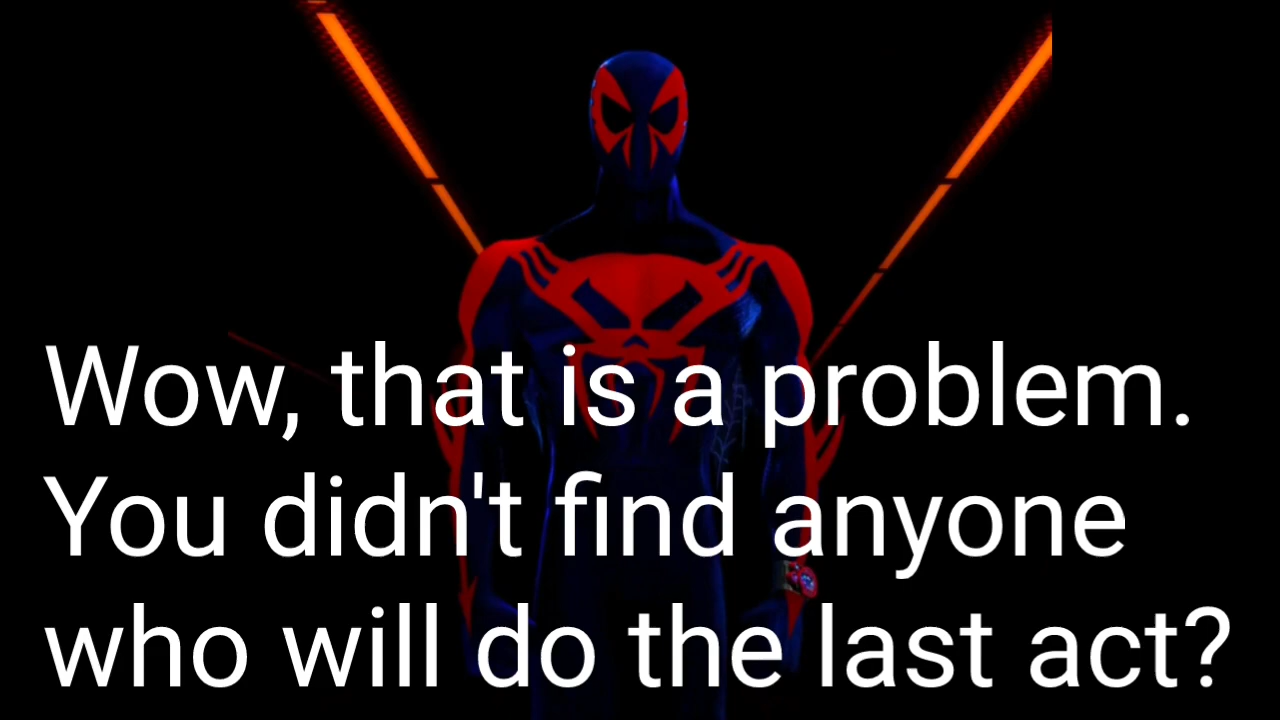 Wow, that is a problem.
You didn't find anyone
who will do the last act?